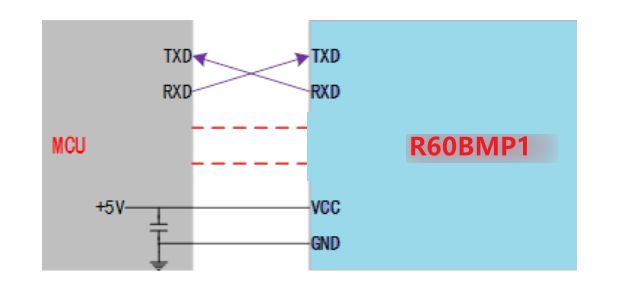 TXD TXD
RXD RXD
MCU R60BMP1
+5V VCC
GND